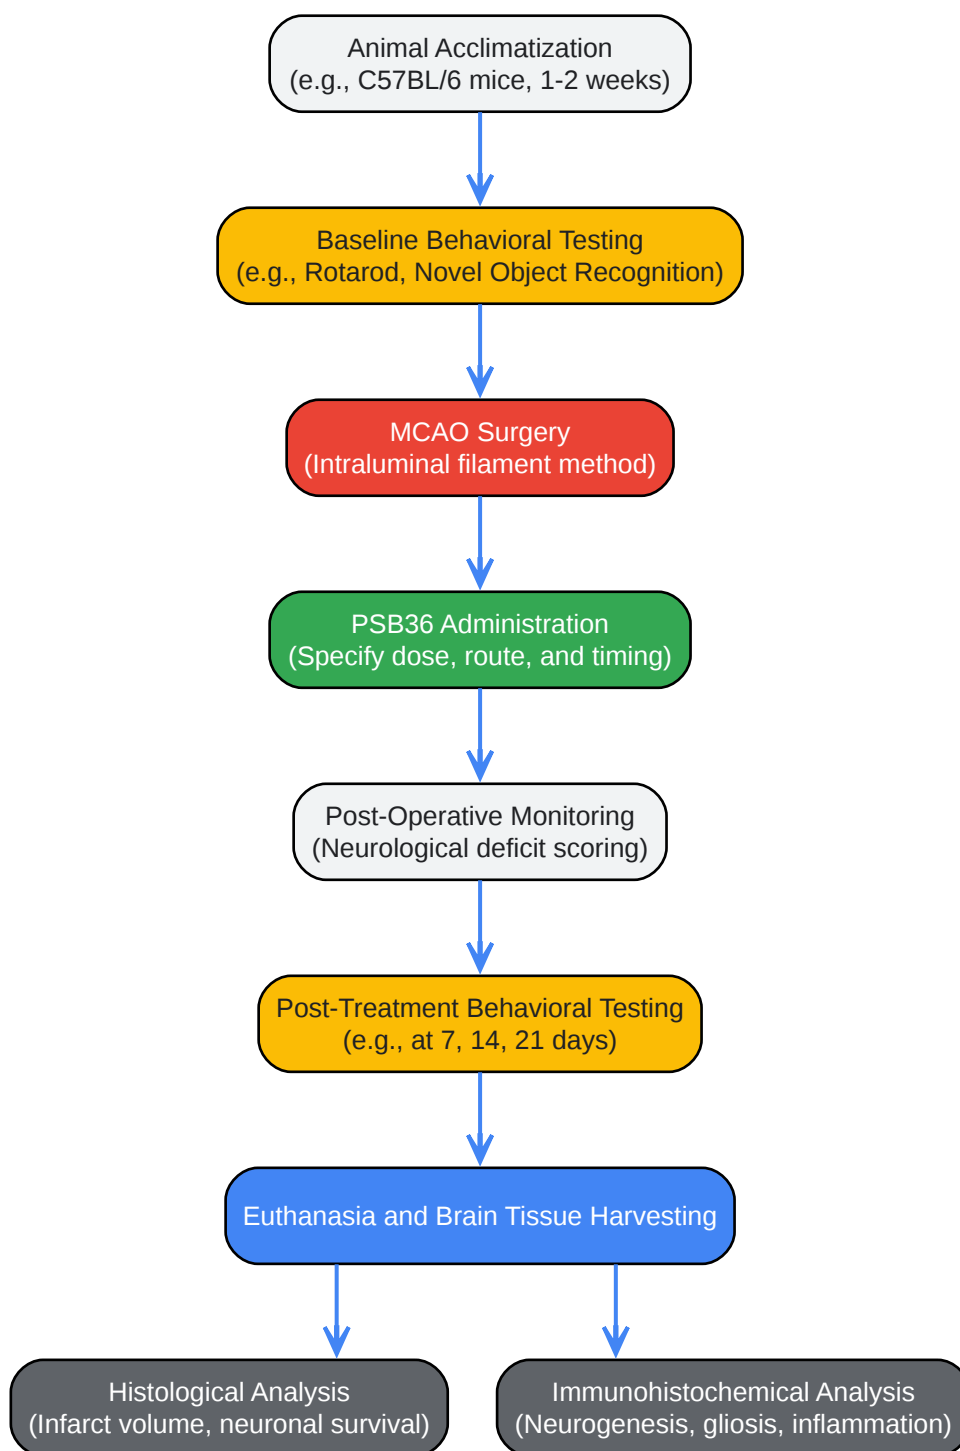 Animal Acclimatization
(e.g., C57BL/6 mice, 1-2 weeks)
Baseline Behavioral Testing
(e.g., Rotarod, Novel Object Recognition)
MCAO Surgery
(Intraluminal filament method)
PSB36 Administration
(Specify dose, route, and timing)
Post-Operative Monitoring
(Neurological deficit scoring)
Post-Treatment Behavioral Testing
(e.g., at 7, 14, 21 days)
Euthanasia and Brain Tissue Harvesting
Histological Analysis
(Infarct volume, neuronal survival)
Immunohistochemical Analysis
(Neurogenesis, gliosis, inflammation)